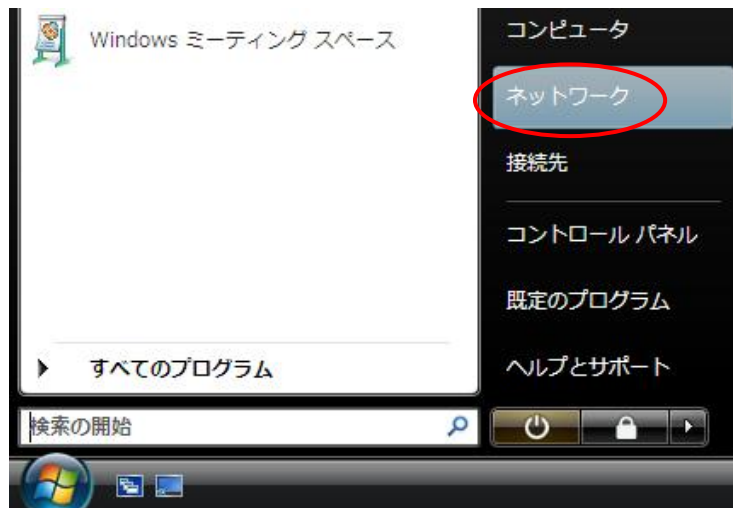 Windows ミーティング スペース
すべてのプログラム
検索の開始
コンピュータ
ネットワーク
接続先
コントロール パネル
既定のプログラム
ヘルプとサポート